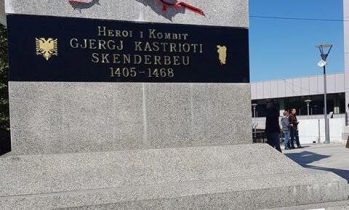 HEROI I KOMBIT
GJERGJ KASTRIOTI
SKENDERBEU
1405-1468